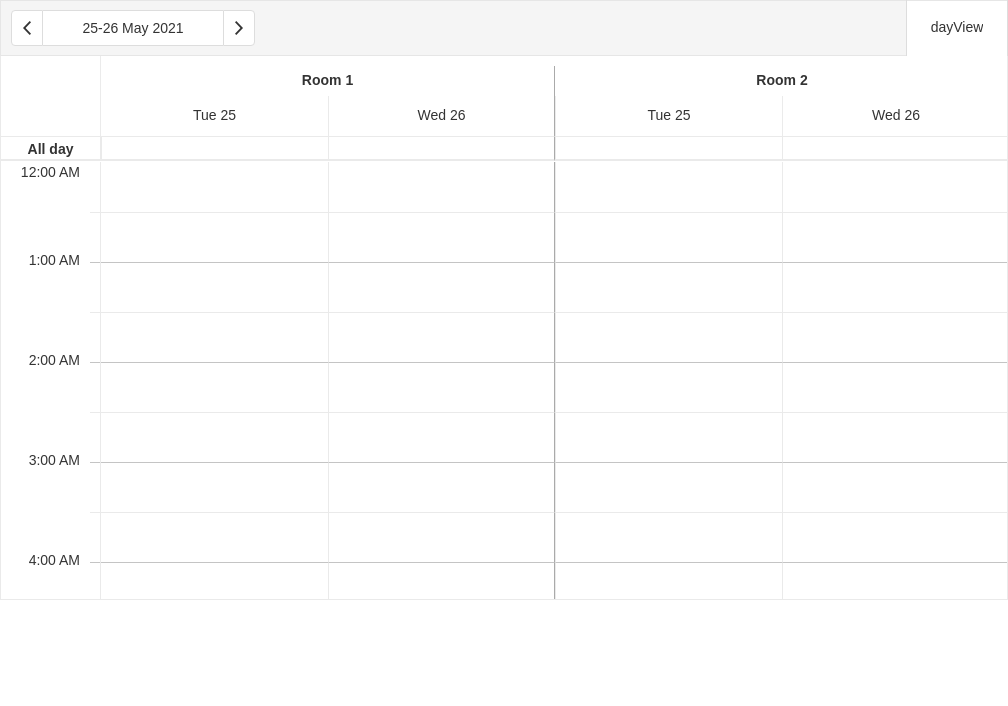 25-26 May 2021 dayView
Room 1 Room 2
Tue 25 Wed 26 Tue 25 Wed 26
All day
12:00 AM
1:00 AM
2:00 AM
3:00 AM
4:00 AM